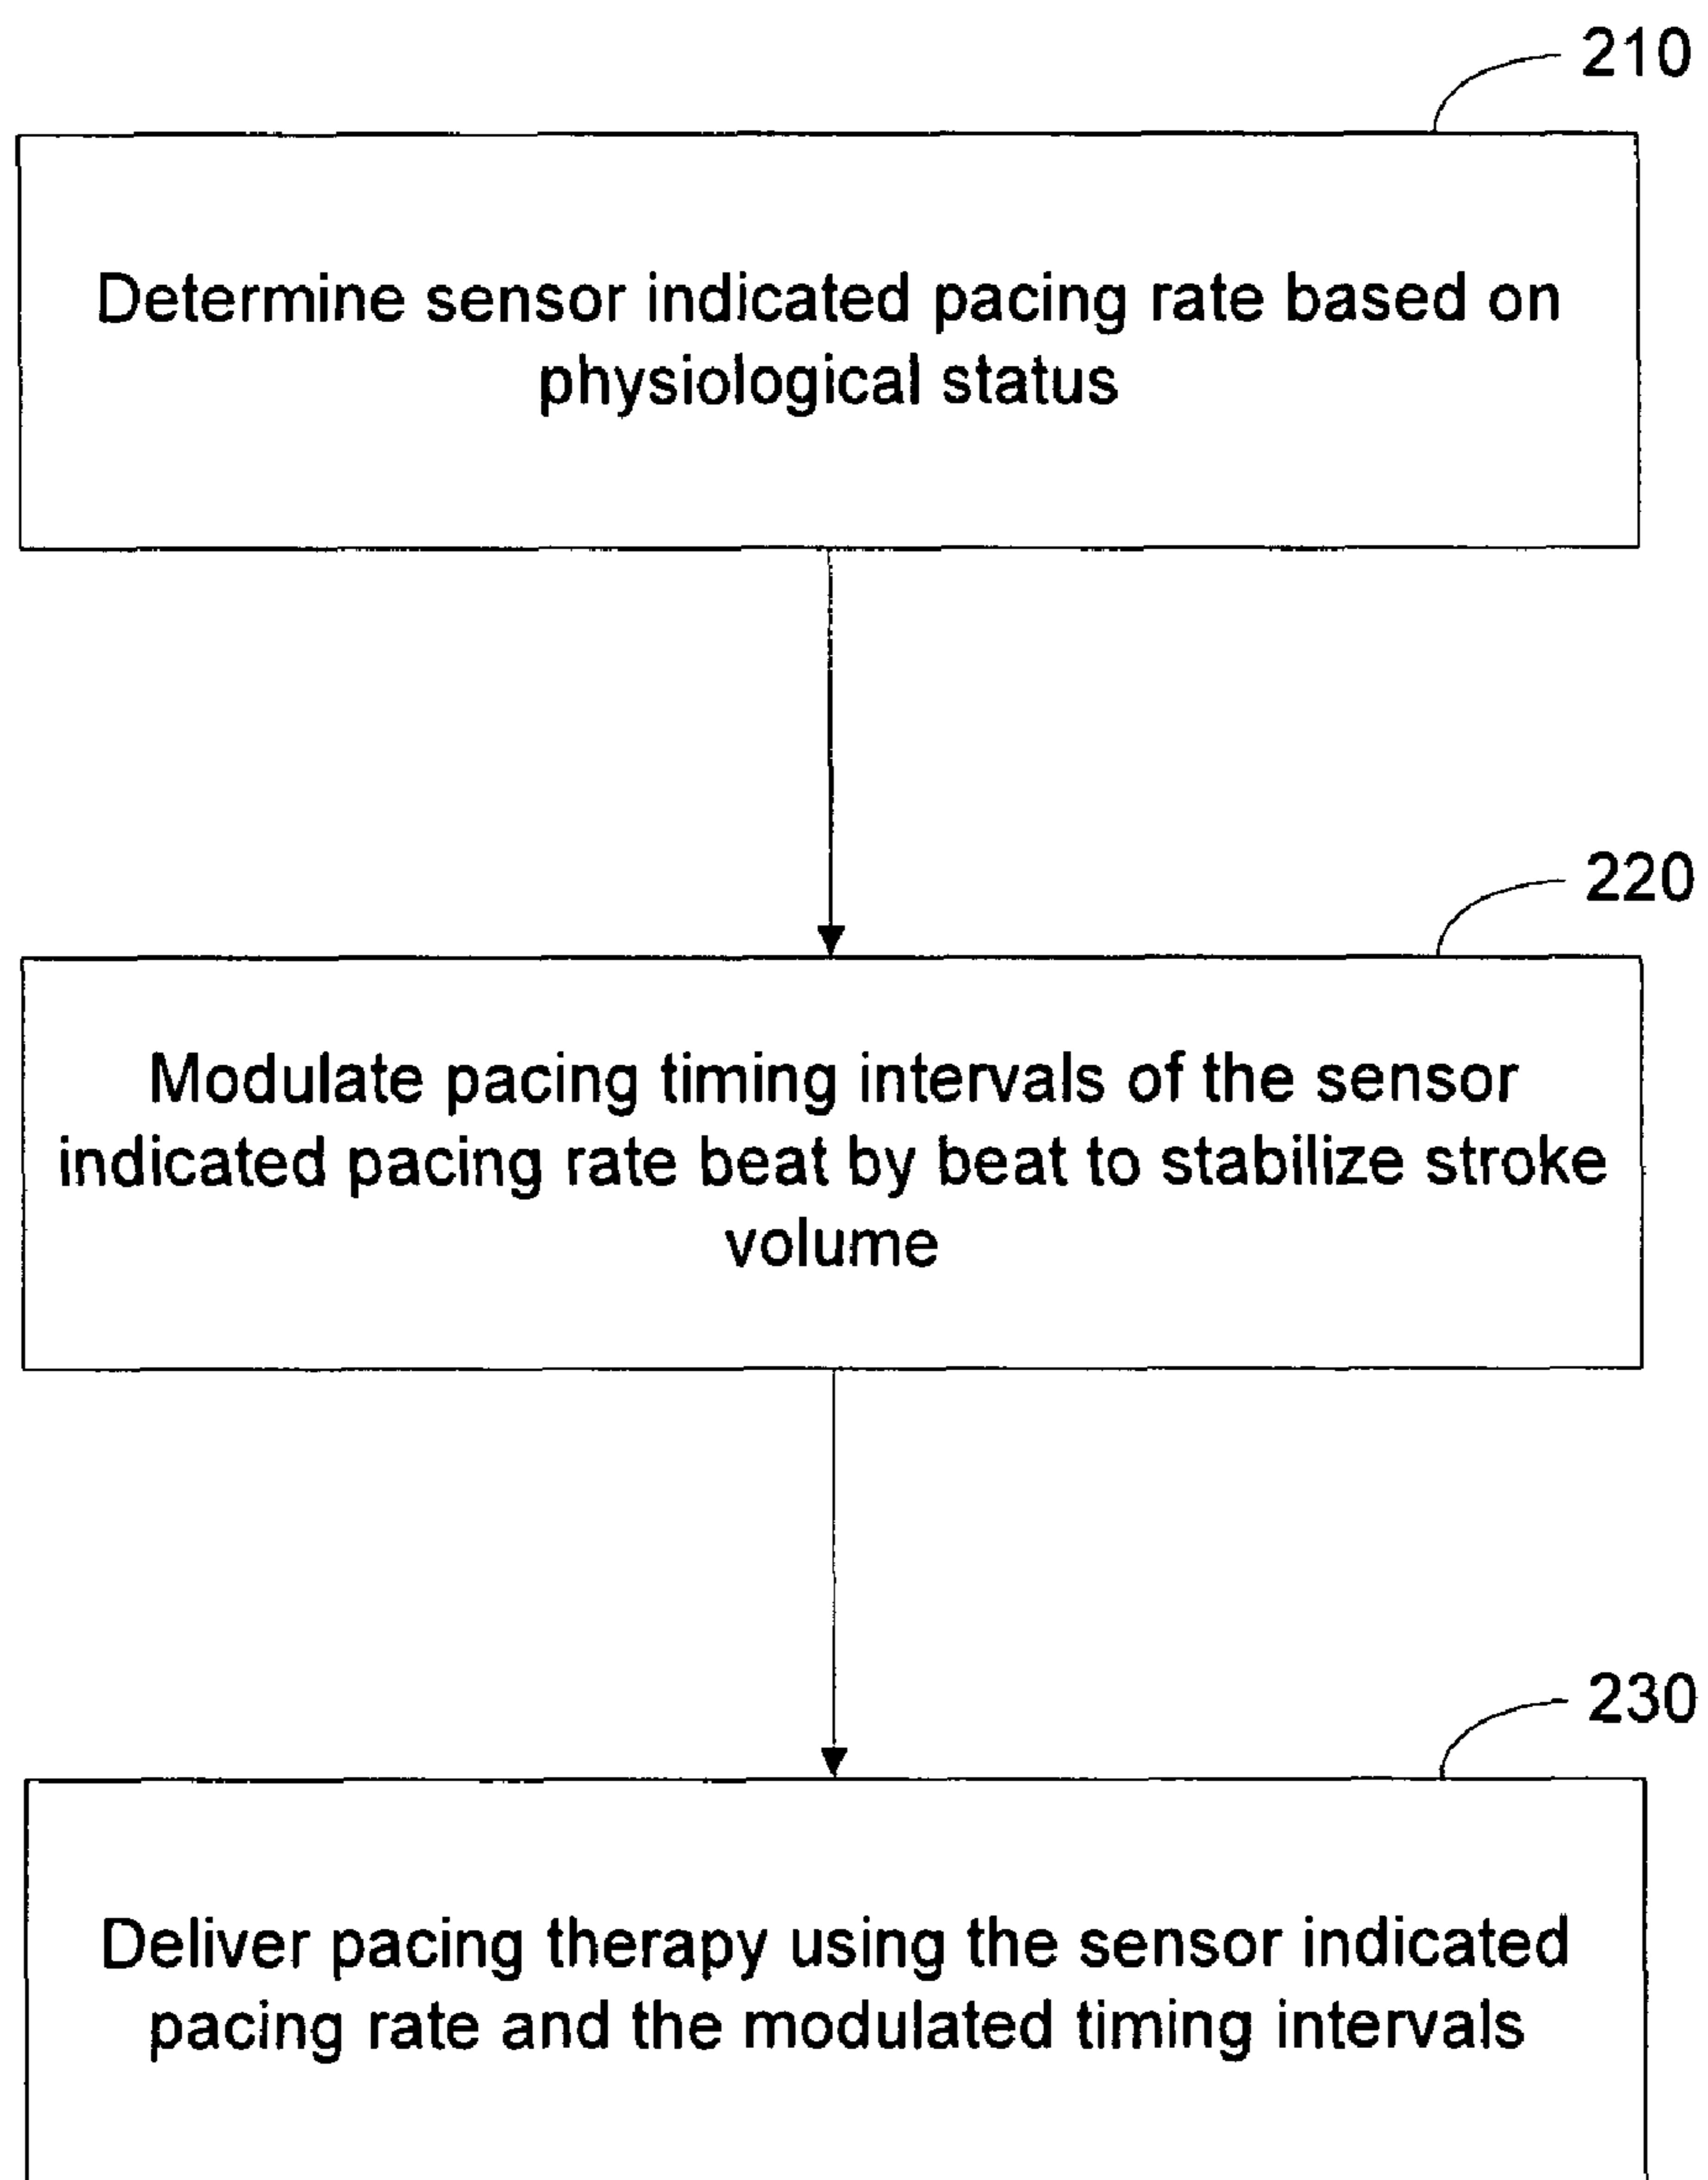 210
Determine sensor indicated pacing rate based on
physiological status
220
Modulate pacing timing intervals of the sensor
indicated pacing rate beat by beat to stabilize stroke
volume
230
Deliver pacing therapy using the sensor indicated
pacing rate and the modulated timing intervals